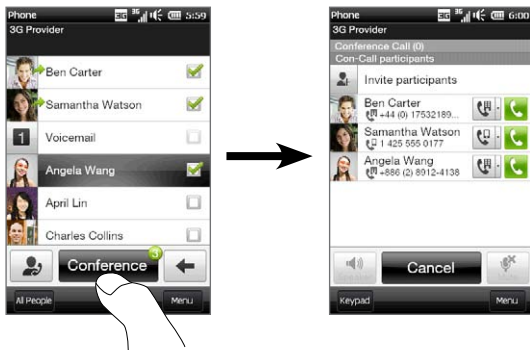 Phone 3G 5:59
3G Provider
Ben Carter
Samantha Watson
1 Voicemail
Angela Wang
April Lin
Charles Collins
Conference 3
All People Menu
Phone 3G 6:00
3G Provider
Conference Call (0)
Con-Call participants
Invite participants
Ben Carter
+44 (0) 17532189...
Samantha Watson
1 425 555 0177
Angela Wang
+886 (2) 8912-4138
Cancel
Keypad Menu